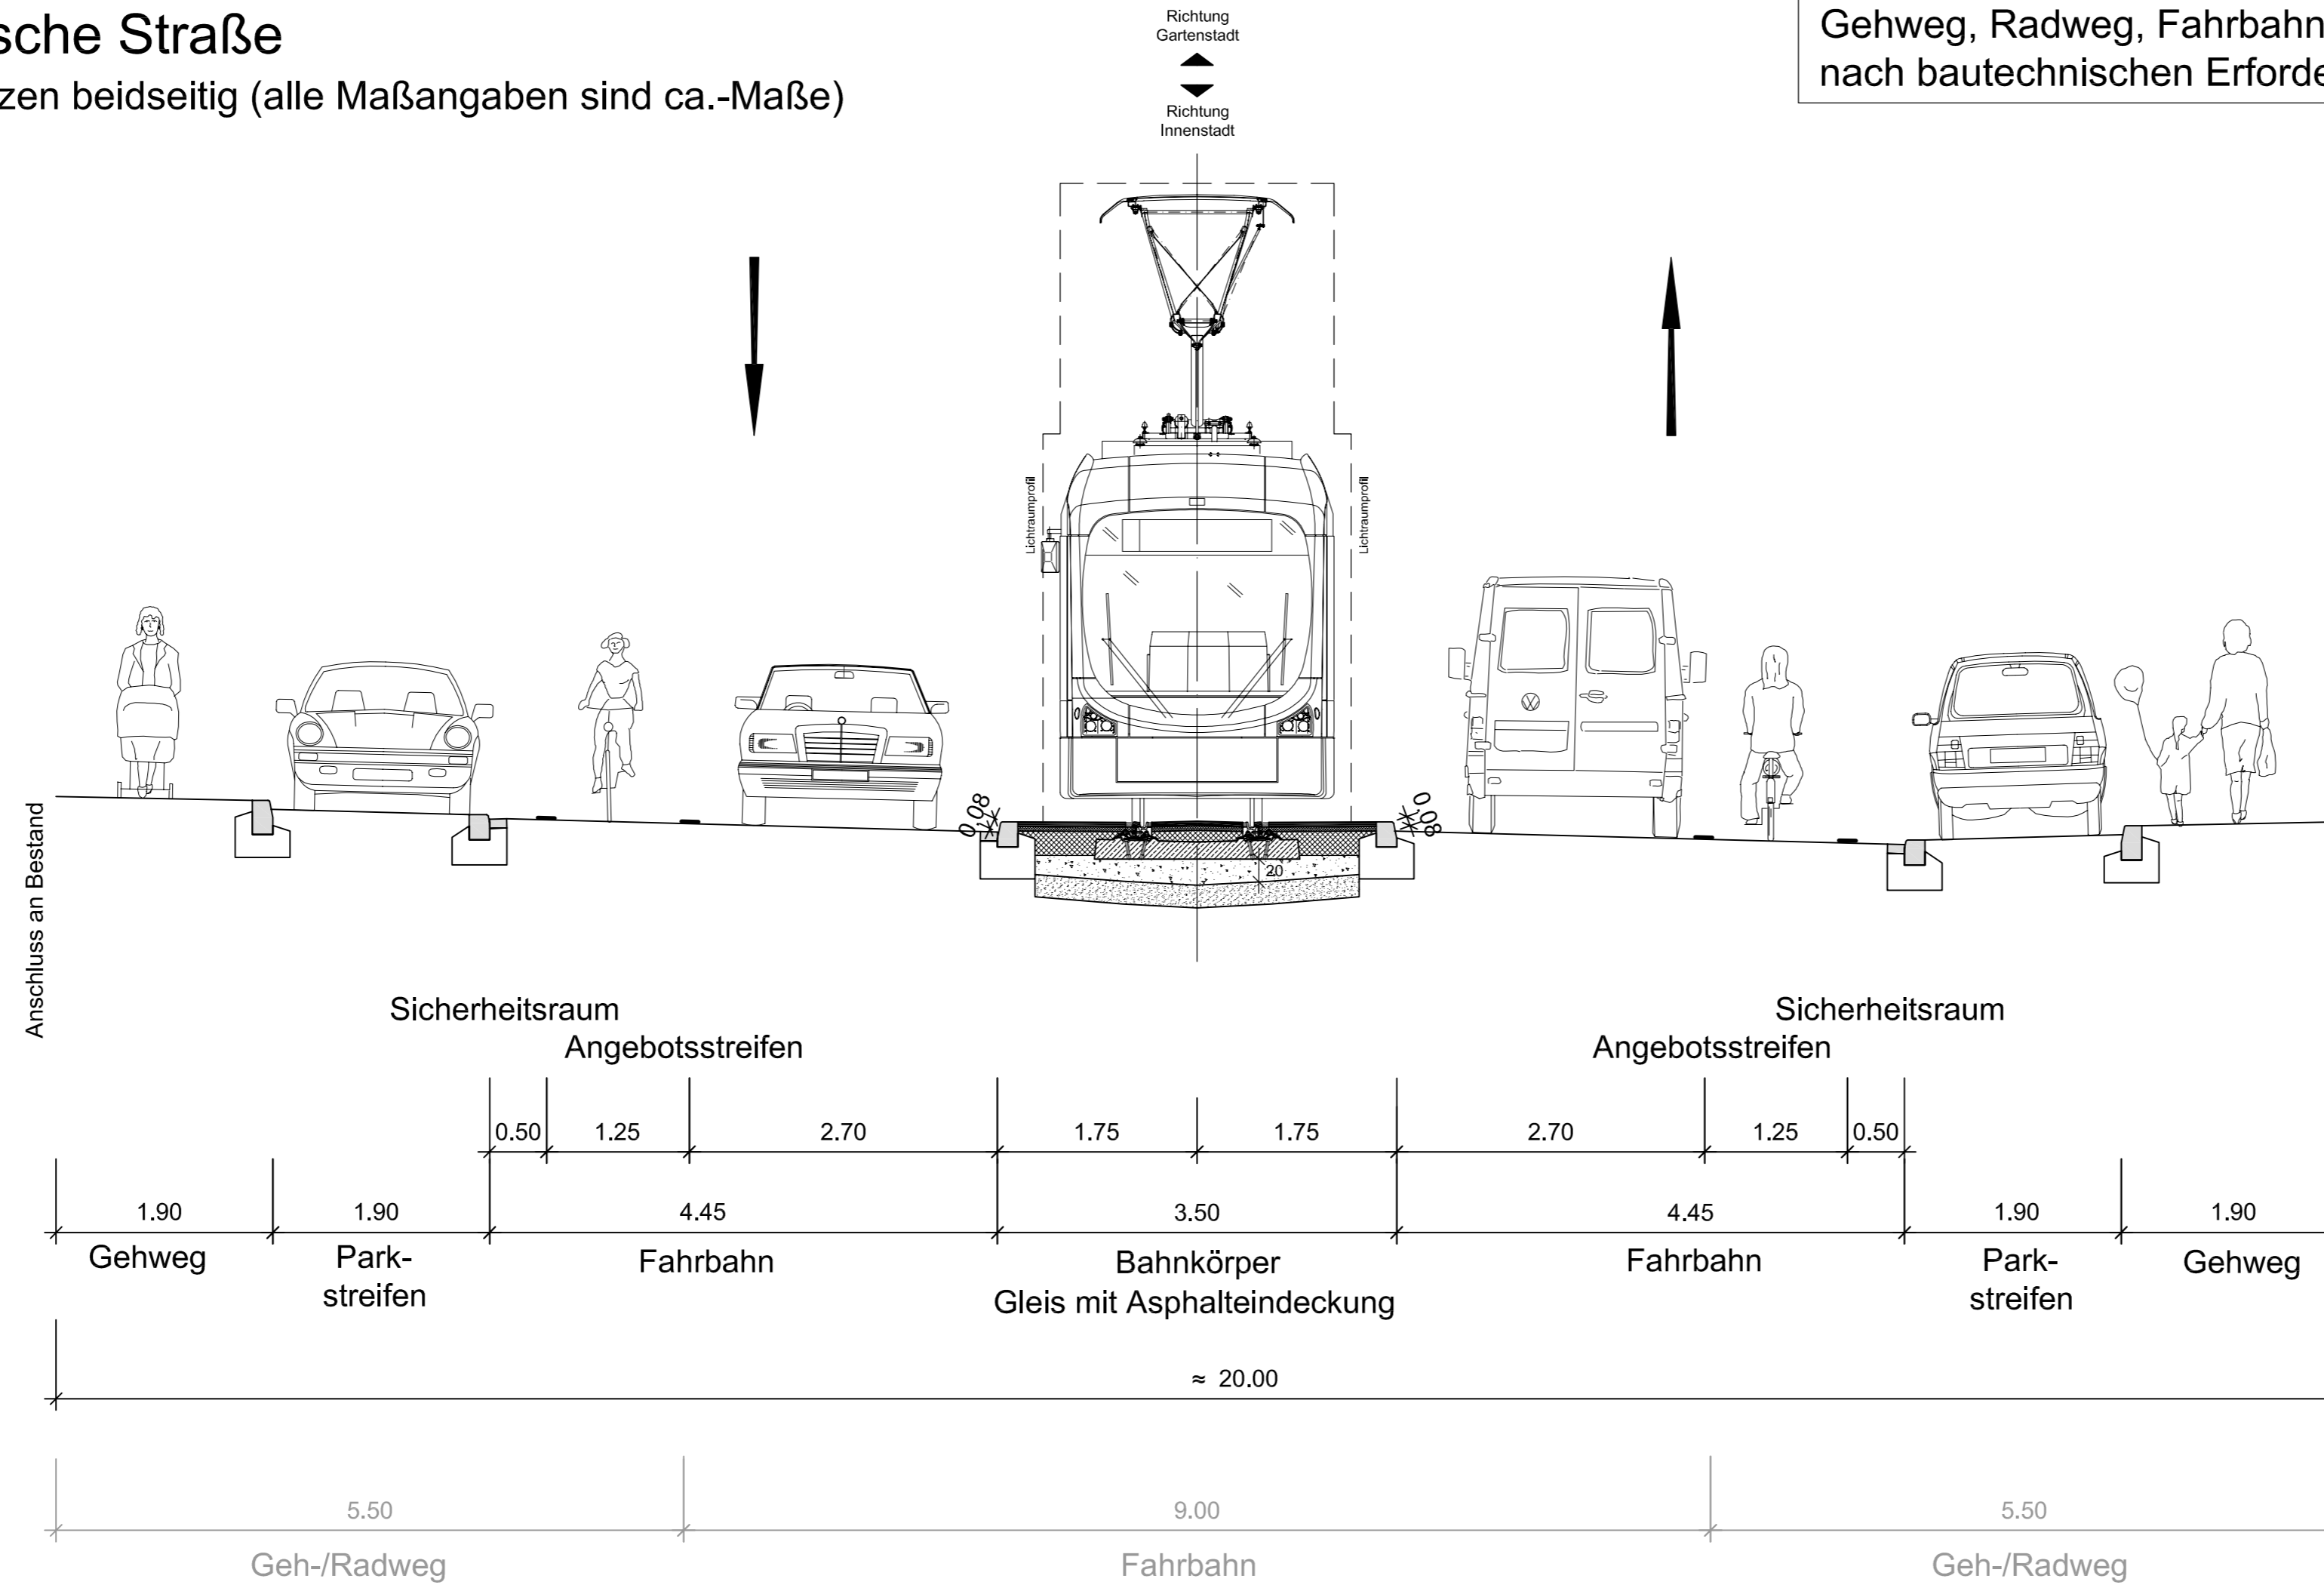 sche Straße
zen beidseitig (alle Maßangaben sind ca.-Maße)
Richtung
Gartenstadt
Richtung
Innenstadt
Gehweg, Radweg, Fahrbahn
nach bautechnischen Erforde
Lichtraumprofil
Lichtraumprofil
Anschluss an Bestand
0,08
0,08
20
Sicherheitsraum
Sicherheitsraum
Angebotsstreifen
Angebotsstreifen
0.50 1.25 2.70 1.75 1.75 2.70 1.25 0.50
1.90 1.90 4.45 3.50 4.45 1.90 1.90
Gehweg Park- Fahrbahn Bahnkörper Fahrbahn Park- Gehweg
streifen Gleis mit Asphalteindeckung streifen
≈ 20.00
5.50 9.00 5.50
Geh-/Radweg Fahrbahn Geh-/Radweg